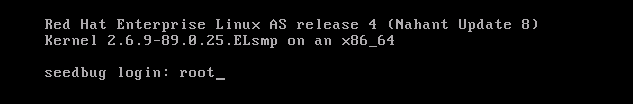 Red Hat Enterprise Linux AS release 4 (Nahant Update 8)
Kernel 2.6.9-89.0.25.ELsmp on an x86_64
seedbug login: root_